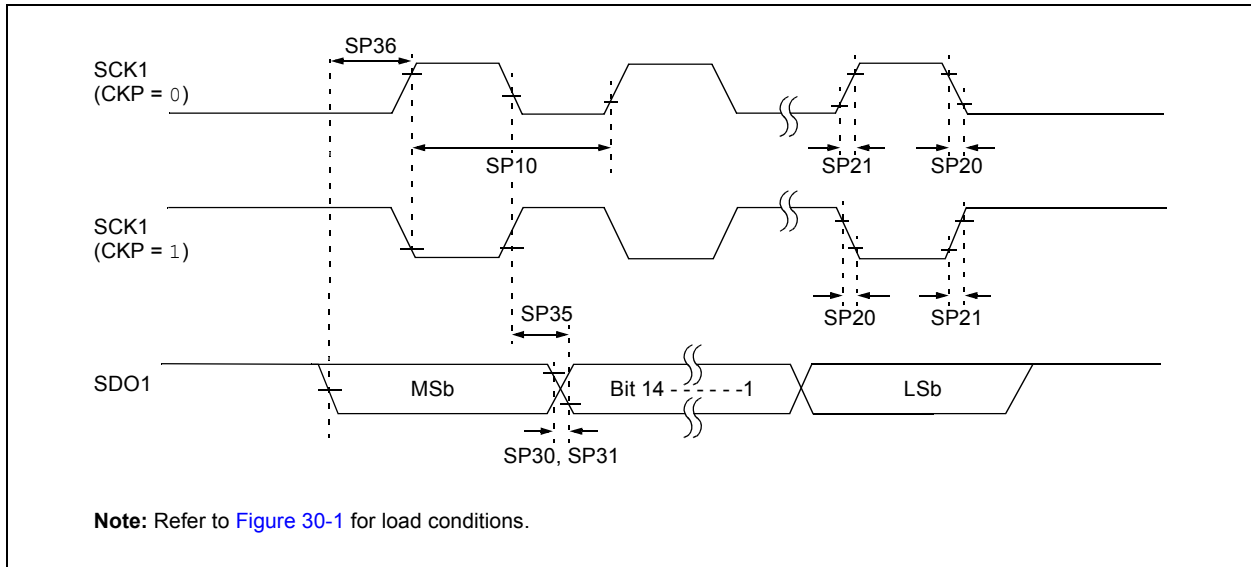 SP36
SCK1
(CKP = 0)
SP10
SP21
SP20
SCK1
(CKP = 1)
SP35
SP20
SP21
SDO1
MSb
Bit 14 - - - - - - -1
LSb
SP30, SP31
Note: Refer to Figure 30-1 for load conditions.